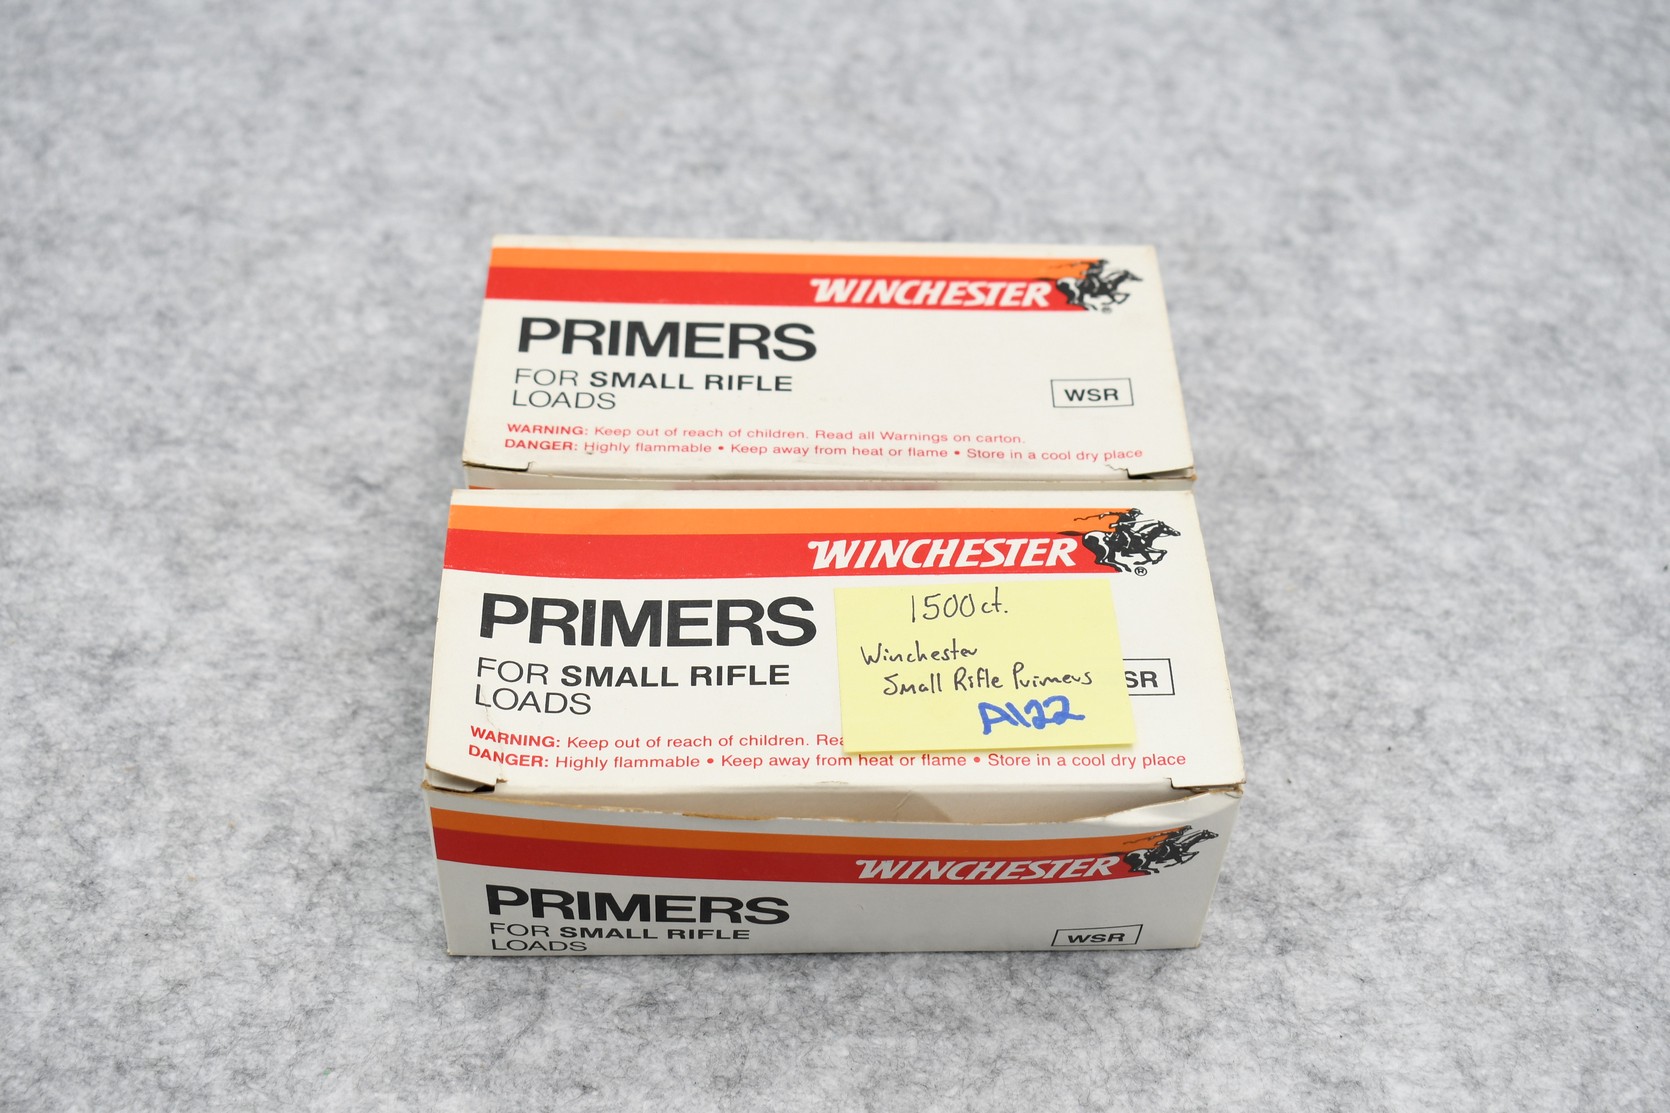 WINCHESTER
®
PRIMERS
FOR SMALL RIFLE
LOADS
WSR
WARNING: Keep out of reach of children. Read all Warnings on carton.
DANGER: Highly flammable • Keep away from heat or flame • Store in a cool dry place
WINCHESTER
®
PRIMERS
FOR SMALL RIFLE
LOADS
SR
WARNING: Keep out of reach of children. Rea
DANGER: Highly flammable • Keep away from heat or flame • Store in a cool dry place
1500 ct.
Winchester
Small Rifle Primers
A122
WINCHESTER
PRIMERS
FOR SMALL RIFLE
LOADS
WSR